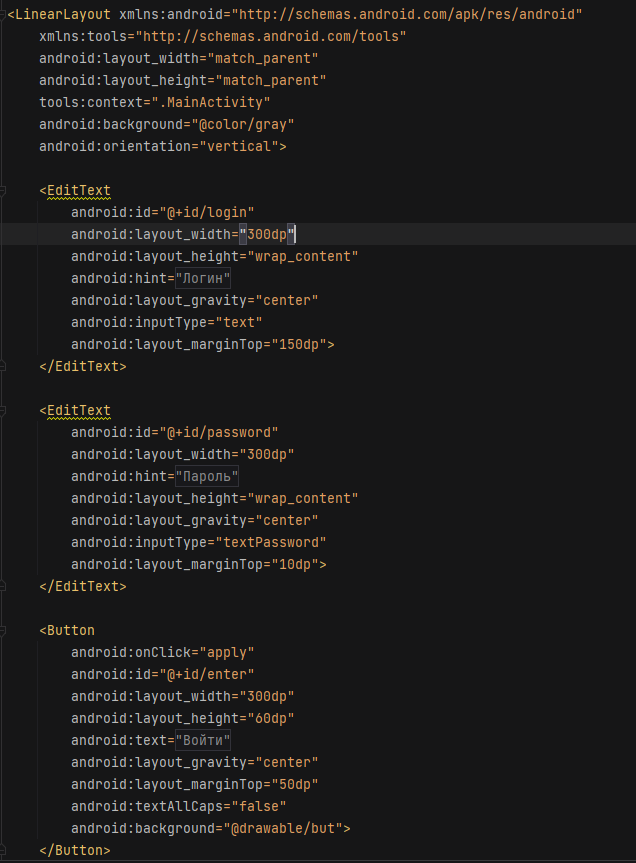 <LinearLayout xmlns:android="http://schemas.android.com/apk/res/android"
    xmlns:tools="http://schemas.android.com/tools"
    android:layout_width="match_parent"
    android:layout_height="match_parent"
    tools:context=".MainActivity"
    android:background="@color/gray"
    android:orientation="vertical">

    <EditText
        android:id="@+id/login"
        android:layout_width="300dp"
        android:layout_height="wrap_content"
        android:hint="Логин"
        android:layout_gravity="center"
        android:inputType="text"
        android:layout_marginTop="150dp">
    </EditText>

    <EditText
        android:id="@+id/password"
        android:layout_width="300dp"
        android:hint="Пароль"
        android:layout_height="wrap_content"
        android:layout_gravity="center"
        android:inputType="textPassword"
        android:layout_marginTop="10dp">
    </EditText>

    <Button
        android:onClick="apply"
        android:id="@+id/enter"
        android:layout_width="300dp"
        android:layout_height="60dp"
        android:text="Войти"
        android:layout_gravity="center"
        android:layout_marginTop="50dp"
        android:textAllCaps="false"
        android:background="@drawable/but">
    </Button>